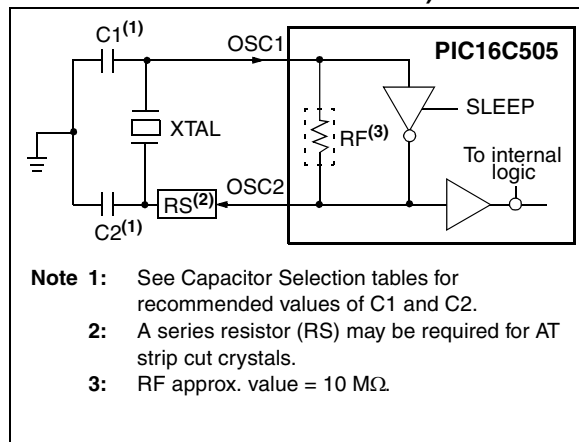 C1(1)
OSC1
PIC16C505
SLEEP
XTAL
RF(3)
To internal
logic
OSC2
RS(2)
C2(1)
Note 1: See Capacitor Selection tables for
recommended values of C1 and C2.
2: A series resistor (RS) may be required for AT
strip cut crystals.
3: RF approx. value = 10 MΩ.